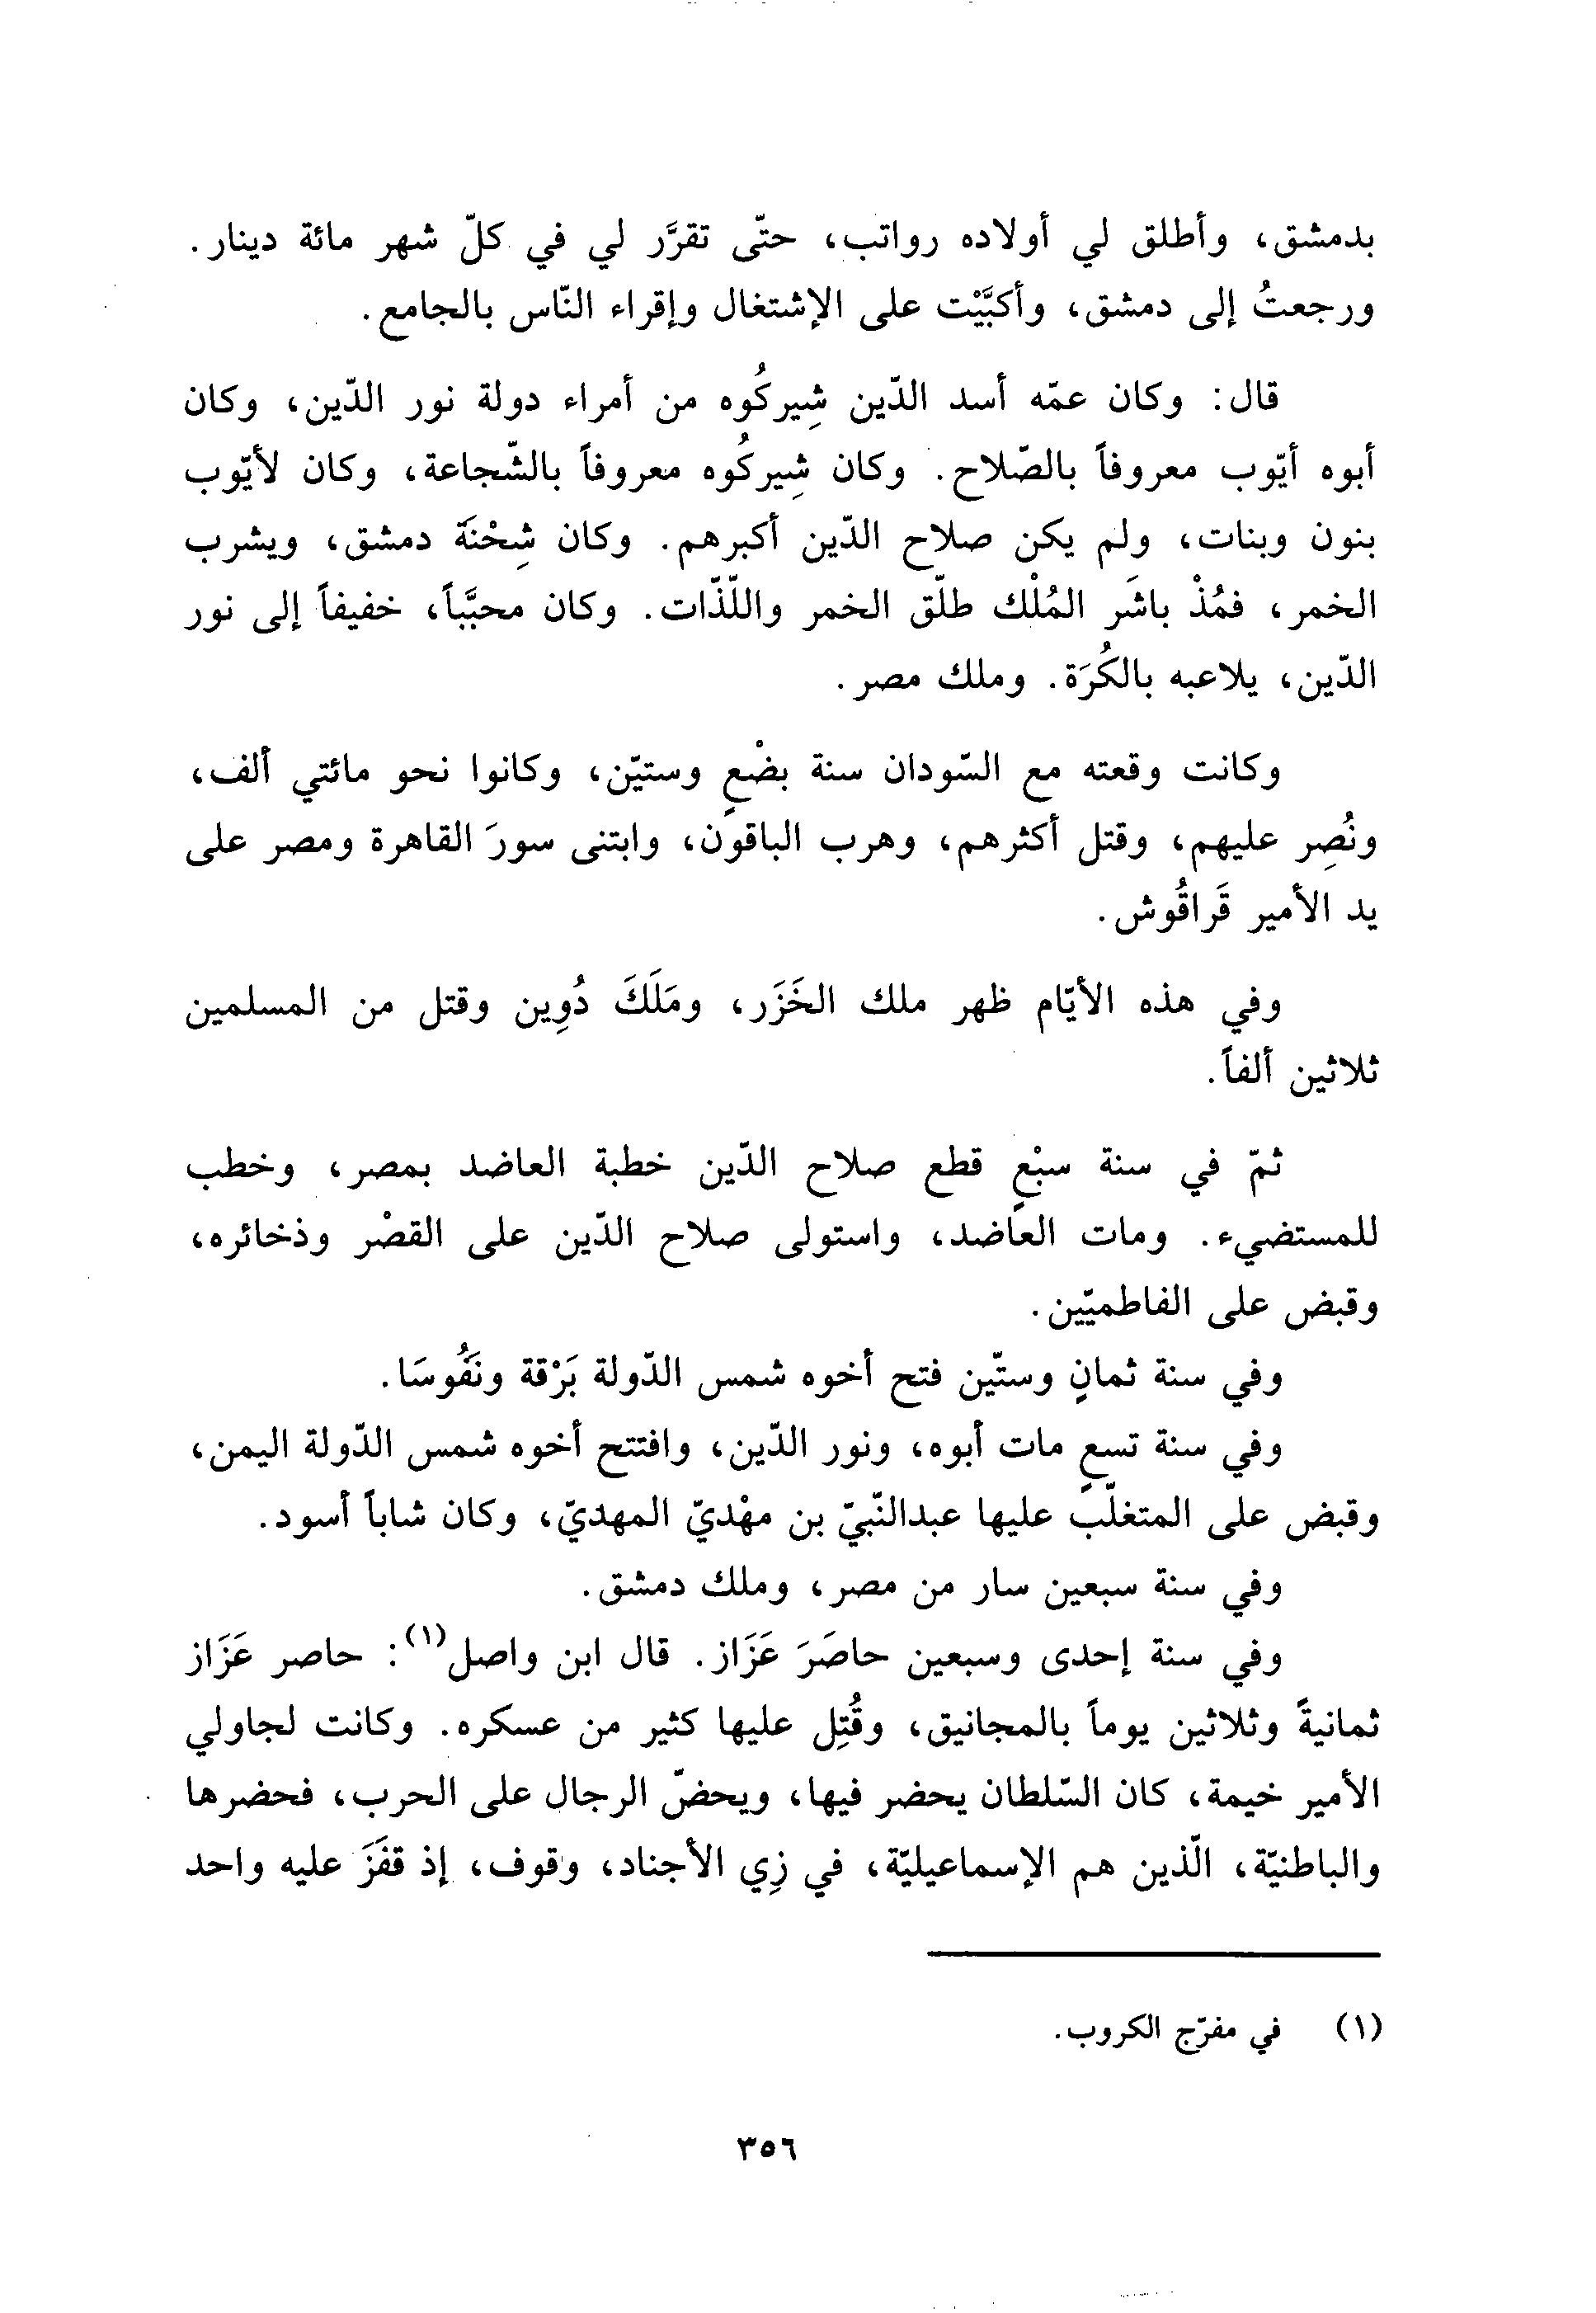 بدمشق، وأطلق لي أولاده رواتب، حتّى تقرَّر لي في كلّ شهر مائة دينار.
ورجعتُ إلى دمشق، وأكبَّيْت على الإشتغال وإقراء النّاس بالجامع.
قال: وكان عمّه أسد الدّين شِيركُوه من أمراء دولة نور الدّين، وكان
أبوه أيّوب معروفاً بالصّلاح. وكان شِيركُوه معروفاً بالشّجاعة، وكان لأيّوب
بنون وبنات، ولم يكن صلاح الدّين أكبرهم. وكان شِحْنَة دمشق، ويشرب
الخمر، فمُذْ باشَر المُلْك طلّق الخمر واللّذّات. وكان محبَّباً، خفيفاً إلى نور
الدّين، يلاعبه بالكُرَة. وملك مصر.
وكانت وقعته مع السّودان سنة بضْعٍ وستيّن، وكانوا نحو مائتي ألف،
ونُصِر عليهم، وقتل أكثرهم، وهرب الباقون، وابتنى سورَ القاهرة ومصر على
يد الأمير قَراقُوش.
وفي هذه الأيّام ظهر ملك الخَزَر، ومَلَكَ دُوِين وقتل من المسلمين
ثلاثين ألفاً.
ثمّ في سنة سبْعٍ قطع صلاح الدّين خطبة العاضد بمصر، وخطب
للمستضيء. ومات العاضد، واستولى صلاح الدّين على القصْر وذخائره،
وقبض على الفاطميّين.
وفي سنة ثمانٍ وستّين فتح أخوه شمس الدّولة بَرْقة ونَفُوسَا.
وفي سنة تسعٍ مات أبوه، ونور الدّين، وافتتح أخوه شمس الدّولة اليمن،
وقبض على المتغلّب عليها عبدالنّبيّ بن مهْديّ المهديّ، وكان شاباً أسود.
وفي سنة سبعين سار من مصر، وملك دمشق.
وفي سنة إحدى وسبعين حاصَرَ عَزَاز. قال ابن واصل(١): حاصر عَزَاز
ثمانيةً وثلاثين يوماً بالمجانيق، وقُتِل عليها كثير من عسكره. وكانت لجاولي
الأمير خيمة، كان السّلطان يحضر فيها، ويحضّ الرجال على الحرب، فحضرها
والباطنيّة، الّذين هم الإسماعيليّة، في زِي الأجناد، وقوف، إذ قفَزَ عليه واحد
(١) في مفرّج الكروب.
٣٥٦